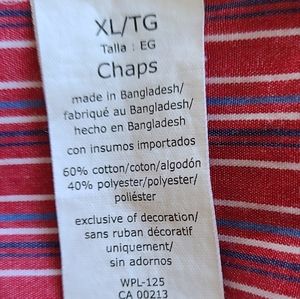 XL/TG
Talla : EG
Chaps
made in Bangladesh/
fabriqué au Bangladesh/
hecho en Bangladesh
con insumos importados
60% cotton/coton/algodón
40% polyester/polyester/
poliéster
exclusive of decoration/
sans ruban décoratif
uniquement/
sin adornos
WPL-125
CA 00213